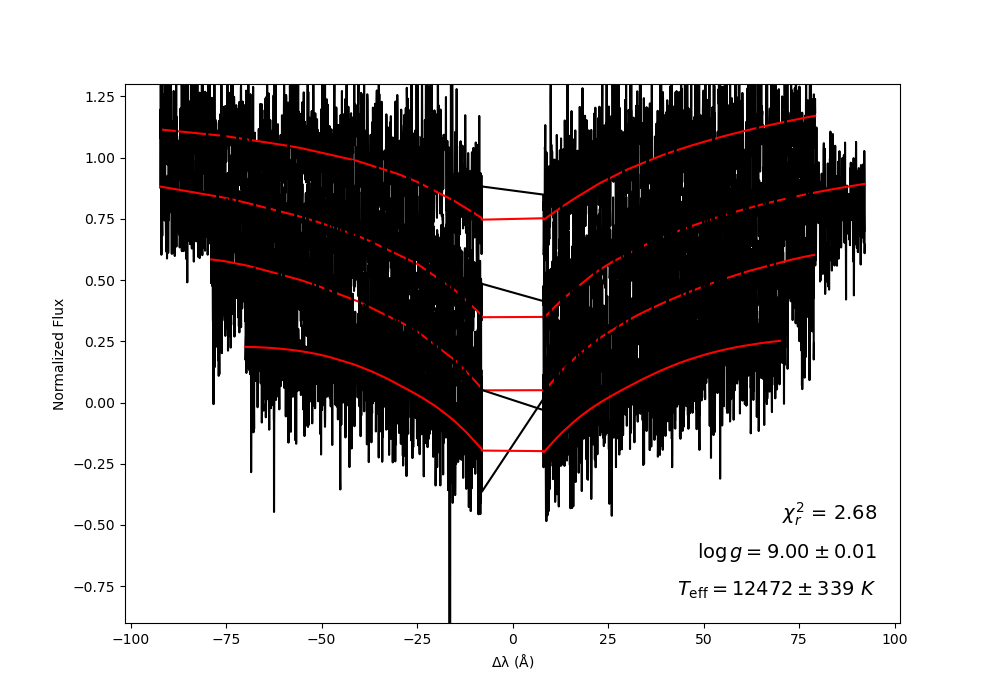 1.25
1.00
0.75
0.50
0.25
0.00
−0.25
−0.50
−0.75
Normalized Flux
χ²ᵣ = 2.68
log g = 9.00 ± 0.01
T_eff = 12472 ± 339 K
−100 −75 −50 −25 0 25 50 75 100
Δλ (Å)